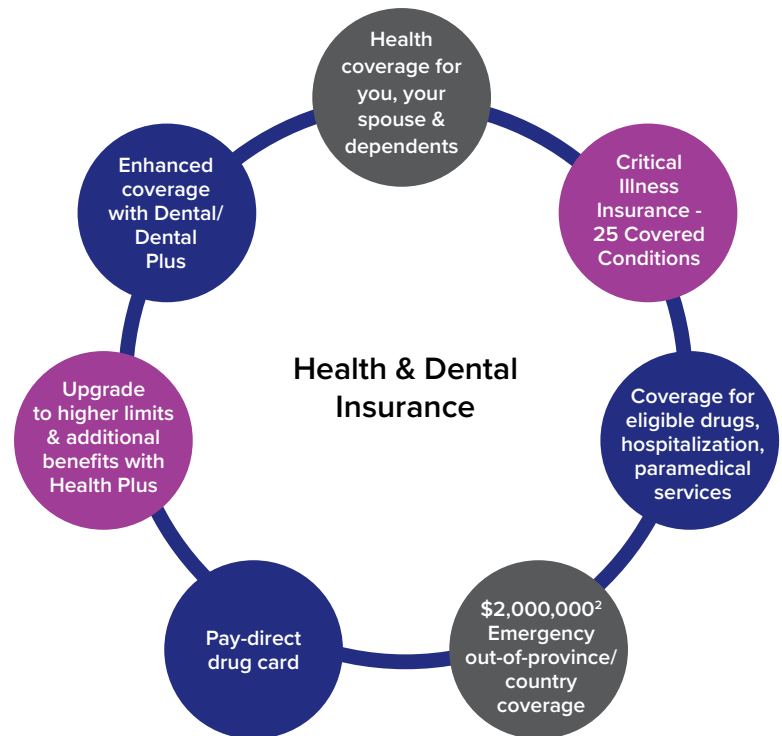 Health
coverage for
you, your
spouse &
dependents
Critical
Illness
Insurance -
25 Covered
Conditions
Coverage for
eligible drugs,
hospitalization,
paramedical
services
$2,000,000²
Emergency
out-of-province/
country
coverage
Pay-direct
drug card
Upgrade
to higher limits
& additional
benefits with
Health Plus
Enhanced
coverage
with Dental/
Dental
Plus
Health & Dental
Insurance